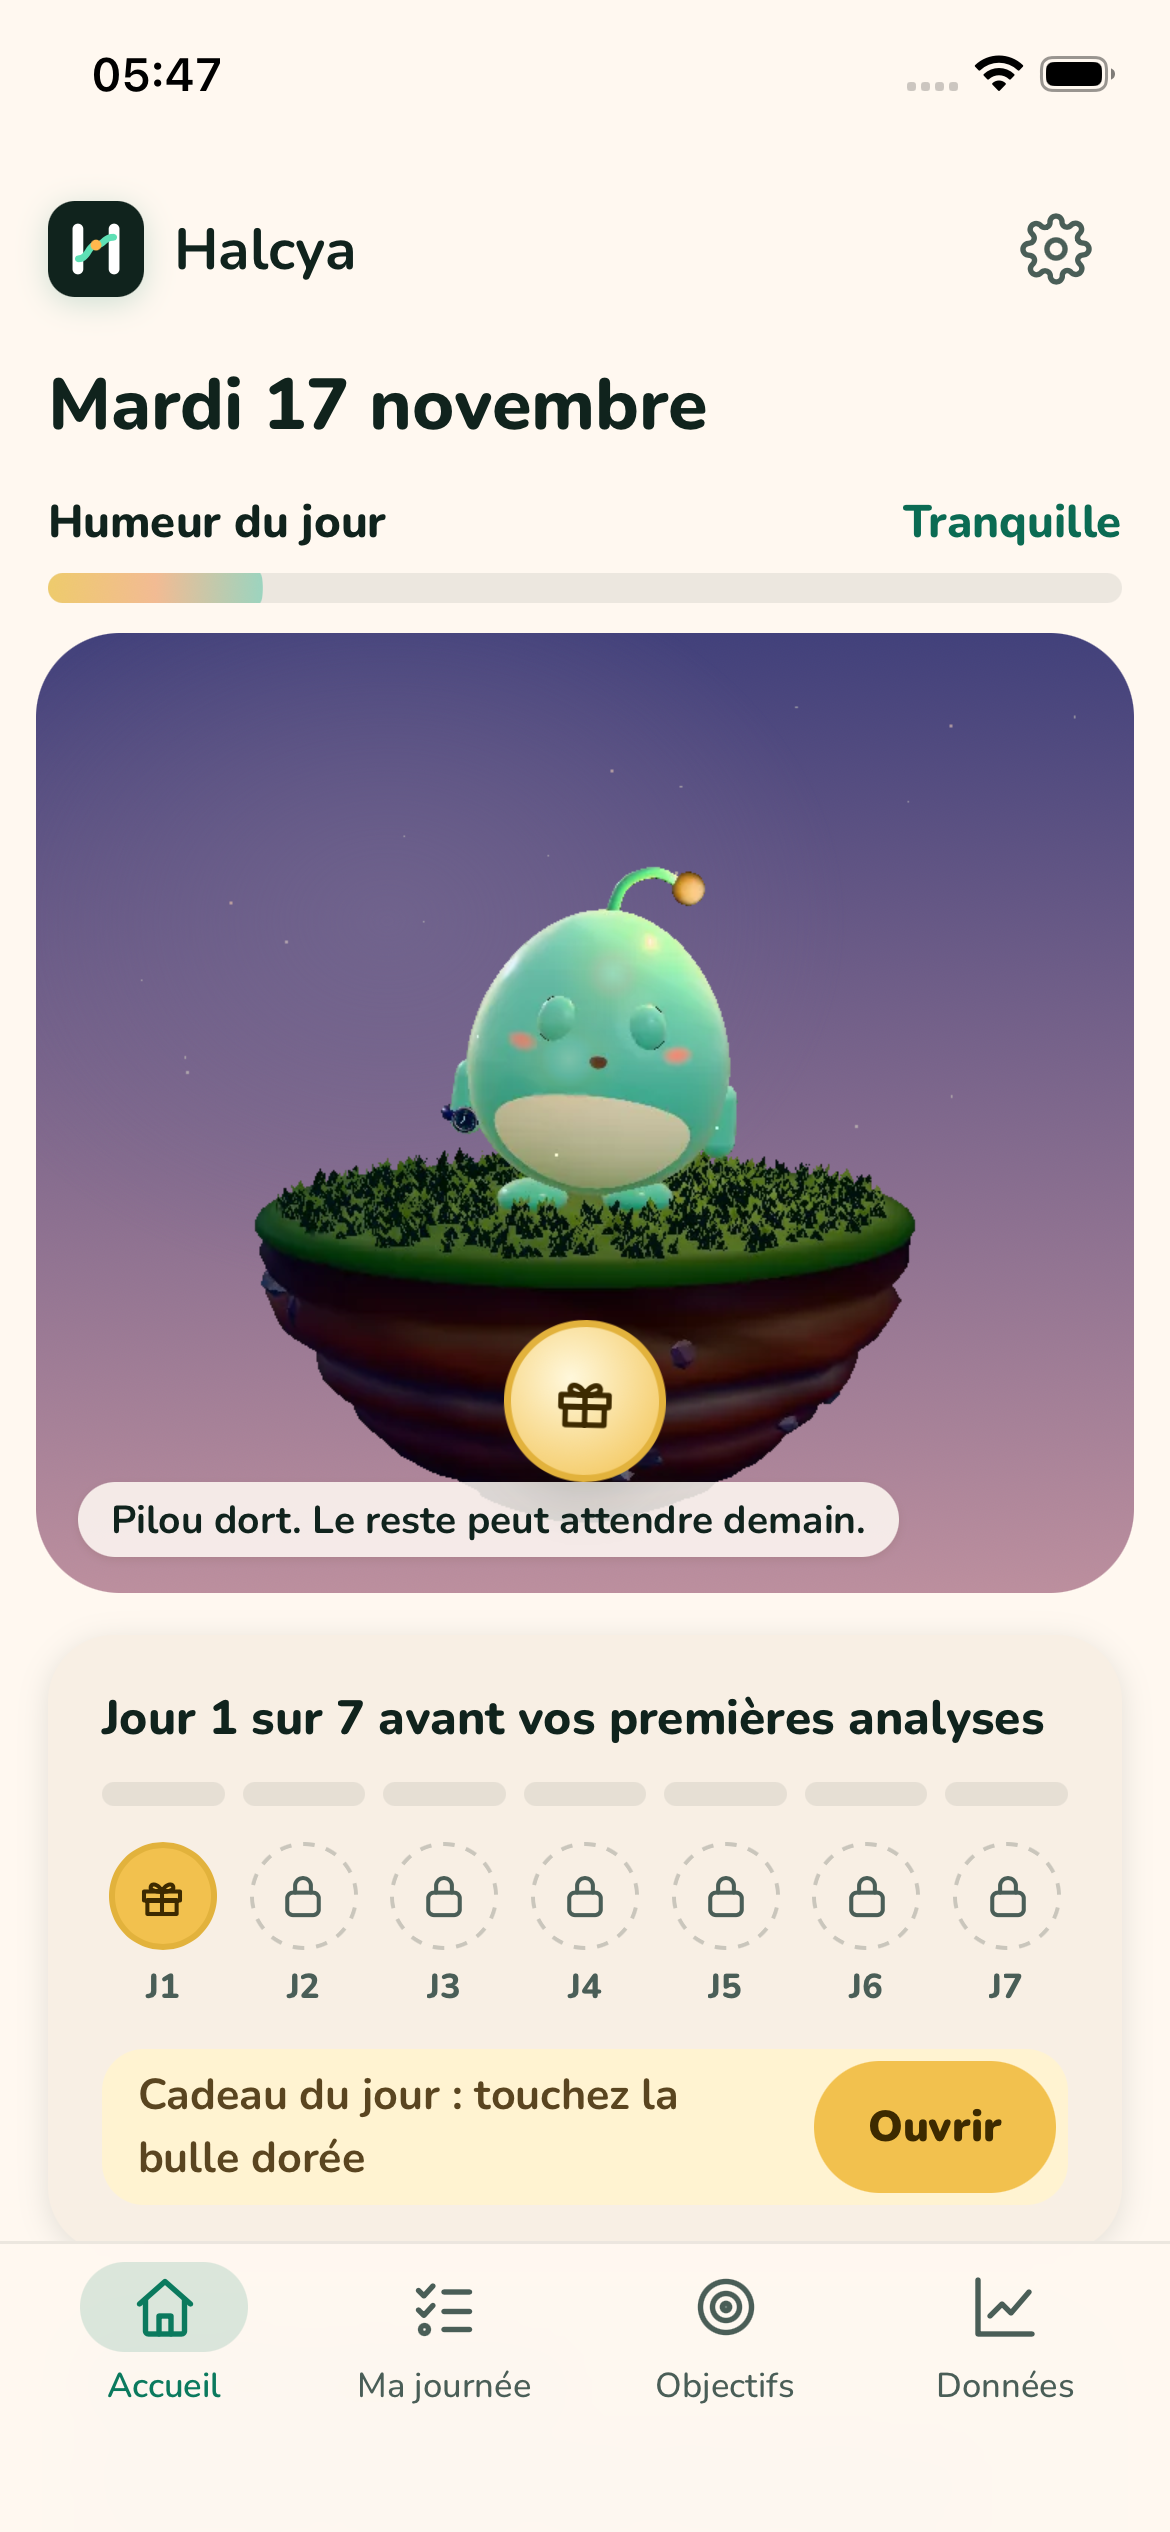 05:47
Halcya
Mardi 17 novembre
Humeur du jour
Tranquille
Pilou dort. Le reste peut attendre demain.
Jour 1 sur 7 avant vos premières analyses
J1
J2
J3
J4
J5
J6
J7
Cadeau du jour : touchez la
bulle dorée
Ouvrir
Accueil
Ma journée
Objectifs
Données